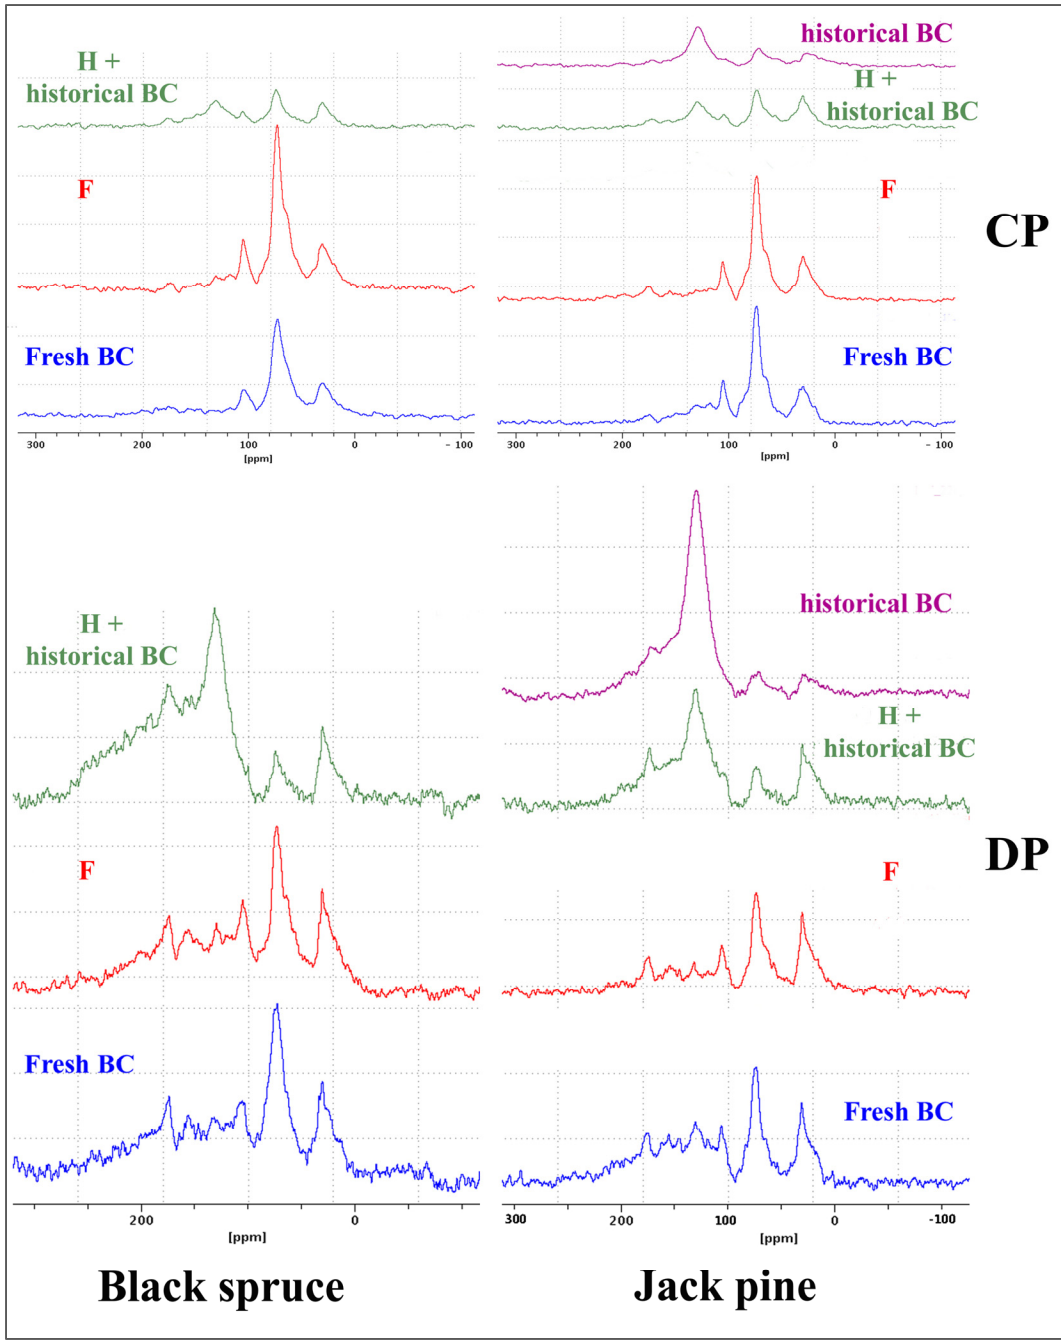 historical BC
H +
historical BC
H +
historical BC
F
F
CP
Fresh BC
Fresh BC
300 200 100 0 - 100
[ppm]
300 200 100 0 - 100
[ppm]
historical BC
H +
historical BC
H +
historical BC
F
F
DP
Fresh BC
Fresh BC
200 0
[ppm]
300 200 100 0 -100
[ppm]
Black spruce
Jack pine